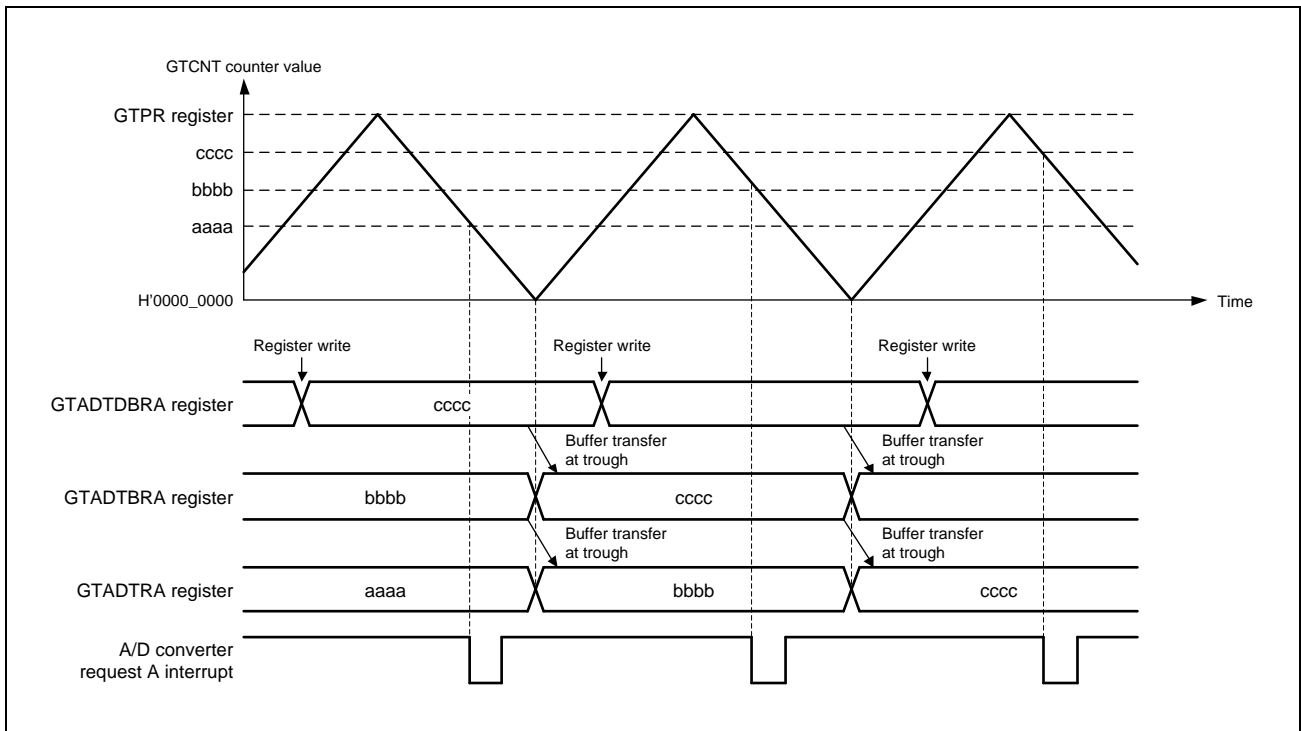 GTCNT counter value
GTPR register
cccc
bbbb
aaaa
H'0000_0000
Time
Register write
Register write
Register write
GTADTDBRA register
cccc
Buffer transfer
at trough
Buffer transfer
at trough
GTADTBRA register
bbbb
cccc
Buffer transfer
at trough
Buffer transfer
at trough
GTADTRA register
aaaa
bbbb
cccc
A/D converter
request A interrupt